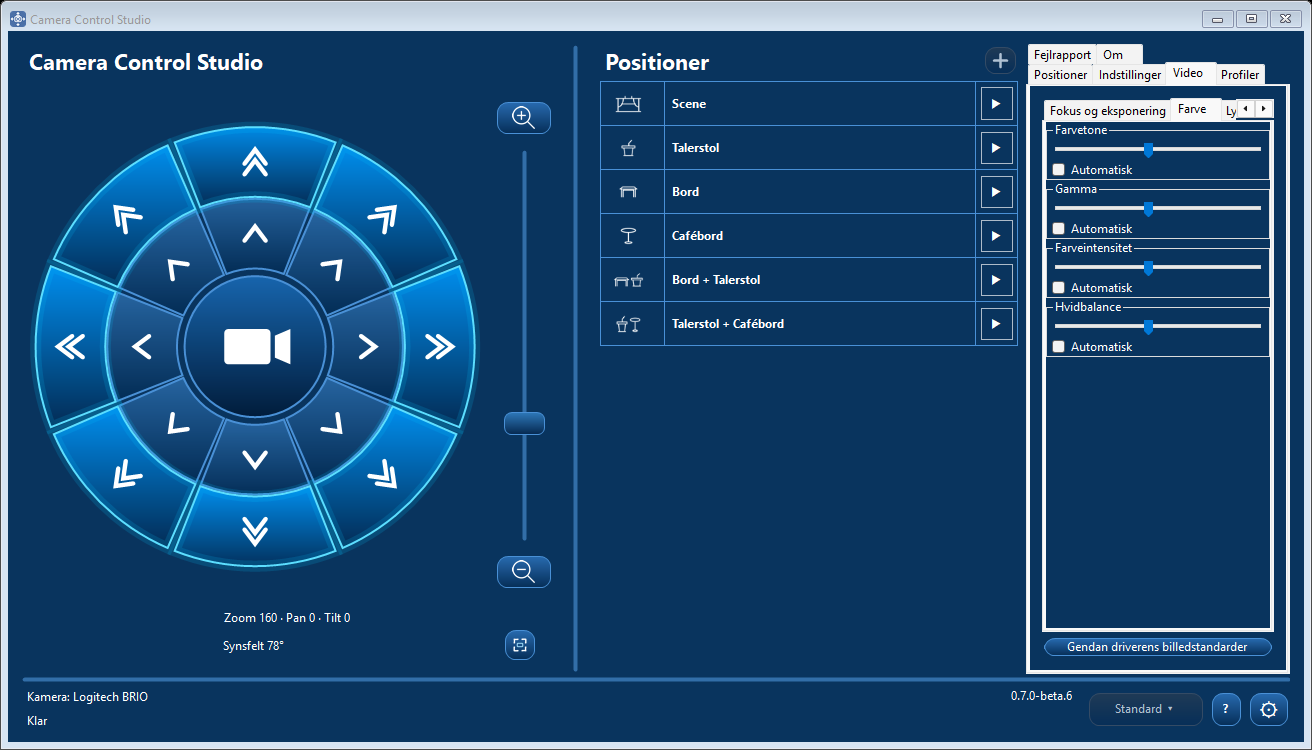 Camera Control Studio
Camera Control Studio
Zoom 160 · Pan 0 · Tilt 0
Synsfelt 78°
Positioner
Scene
Talerstol
Bord
Cafébord
Bord + Talerstol
Talerstol + Cafébord
Fejlrapport Om
Positioner Indstillinger Video Profiler
Fokus og eksponering Farve Ly
Farvetone
Automatisk
Gamma
Automatisk
Farveintensitet
Automatisk
Hvidbalance
Automatisk
Gendan driverens billedstandarder
Kamera: Logitech BRIO
Klar
0.7.0-beta.6
Standard
?